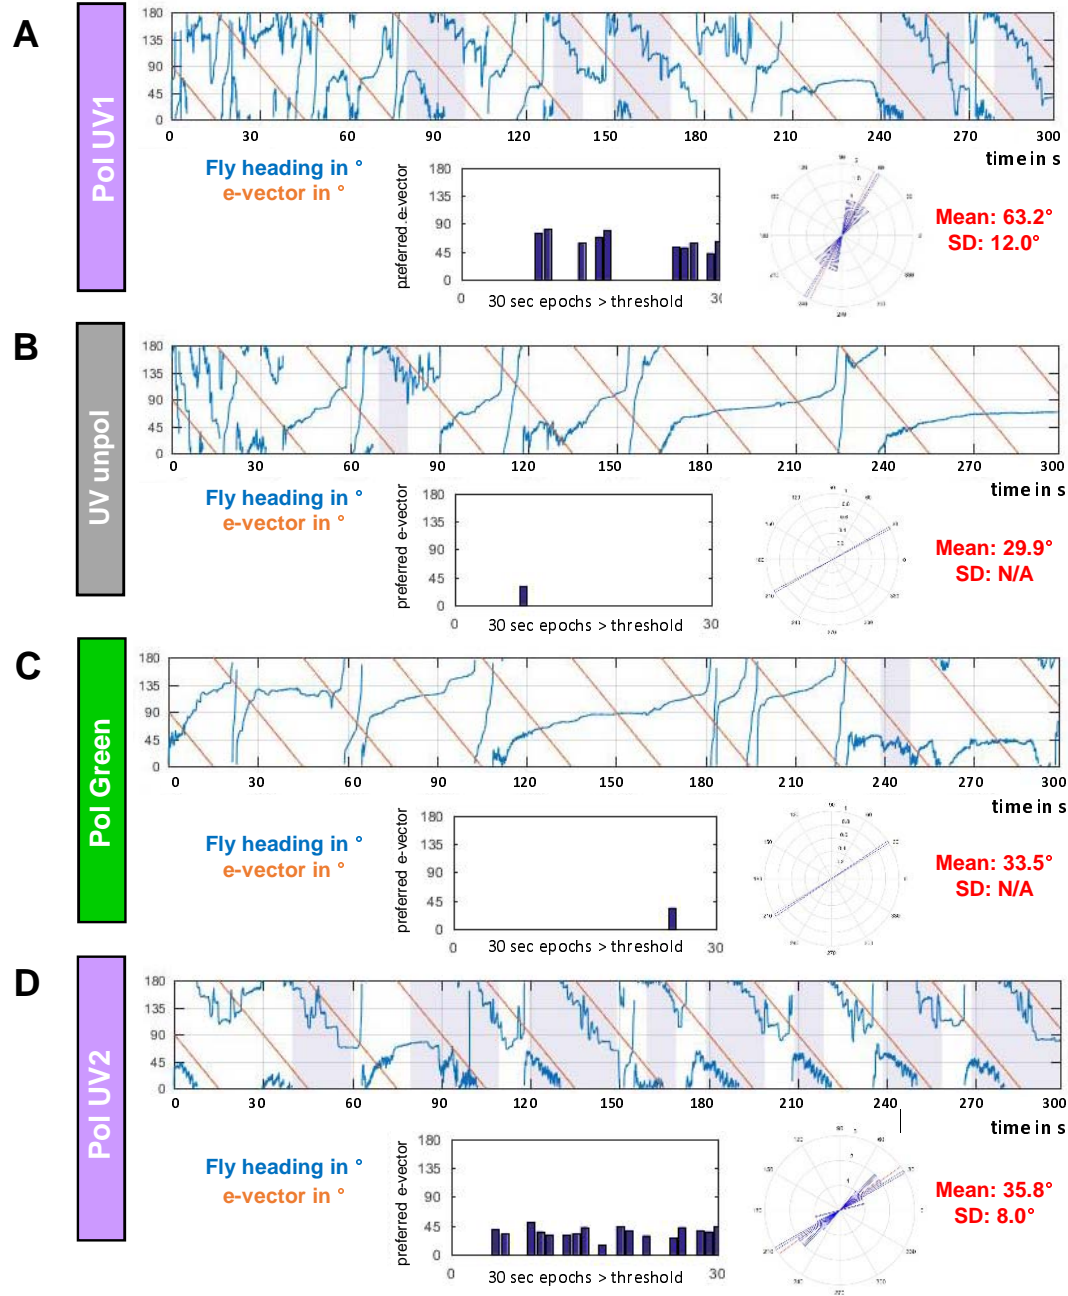 A
Pol UV1
180
135
90
45
0
0 30 60 90 120 150 180 210 240 270 300
time in s
Fly heading in °
e-vector in °
preferred.e-vector
180
135
90
45
0
0 30 sec epochs > threshold 30
Mean: 63.2°
SD: 12.0°
B
UV unpol
180
135
90
45
0
0 30 60 90 120 150 180 210 240 270 300
time in s
Fly heading in °
e-vector in °
preferred e-vector
180
135
90
45
0
0 30 sec epochs > threshold 30
Mean: 29.9°
SD: N/A
C
Pol Green
180
135
90
45
0
0 30 60 90 120 150 180 210 240 270 300
time in s
Fly heading in °
e-vector in °
preferred e-vector
180
135
90
45
0
0 30 sec epochs > threshold 30
Mean: 33.5°
SD: N/A
D
Pol UV2
180
135
90
45
0
0 30 60 90 120 150 180 210 240 270 300
time in s
Fly heading in °
e-vector in °
preferred e-vector
180
135
90
45
0
0 30 sec epochs > threshold 30
Mean: 35.8°
SD: 8.0°